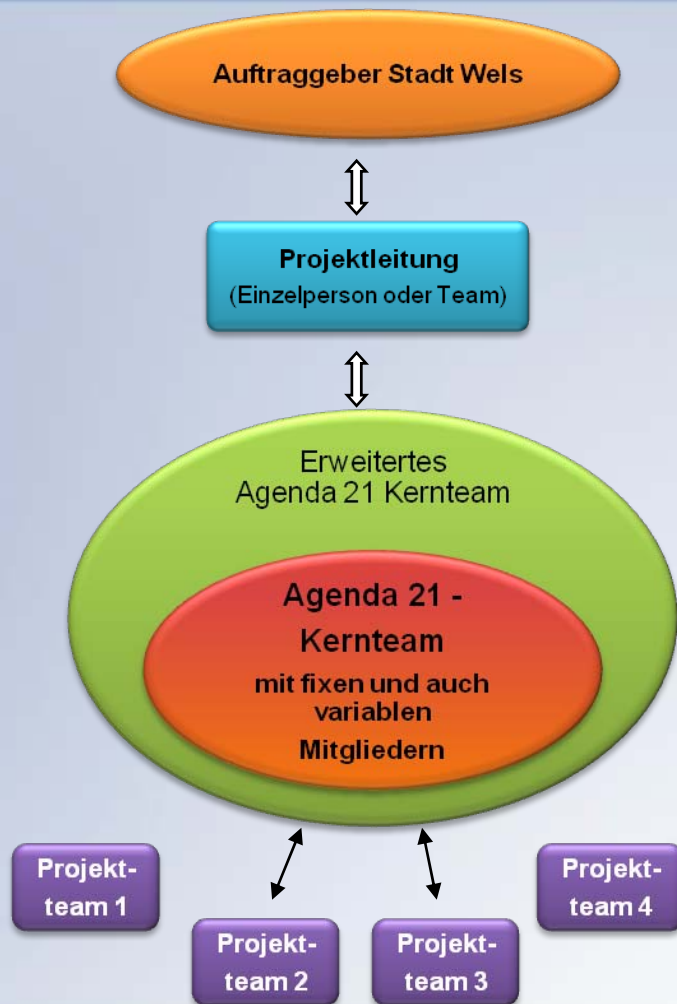 Auftraggeber Stadt Wels
Projektleitung
(Einzelperson oder Team)
Erweitertes
Agenda 21 Kernteam
Agenda 21 -
Kernteam
mit fixen und auch
variablen
Mitgliedern
Projekt-
team 1
Projekt-
team 2
Projekt-
team 3
Projekt-
team 4